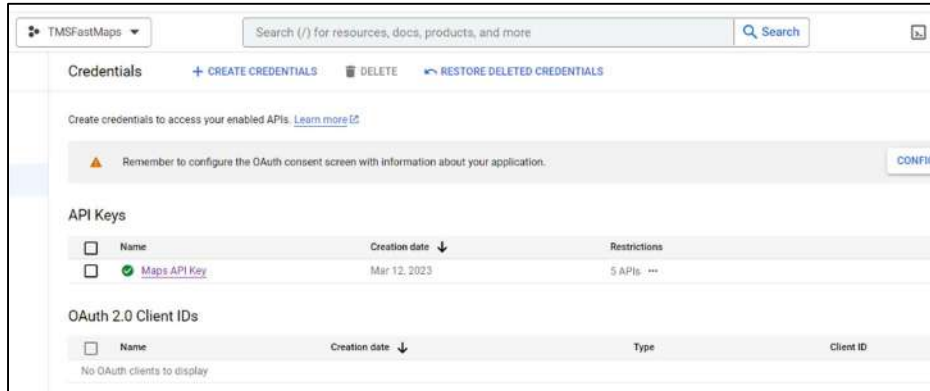 TMSFastMaps
Search (/) for resources, docs, products, and more
Search
Credentials
+ CREATE CREDENTIALS
DELETE
RESTORE DELETED CREDENTIALS
Create credentials to access your enabled APIs. Learn more
Remember to configure the OAuth consent screen with information about your application.
CONFI
API Keys
Name Creation date Restrictions
Maps API Key Mar 12, 2023 5 APIs ···
OAuth 2.0 Client IDs
Name Creation date Type Client ID
No OAuth clients to display